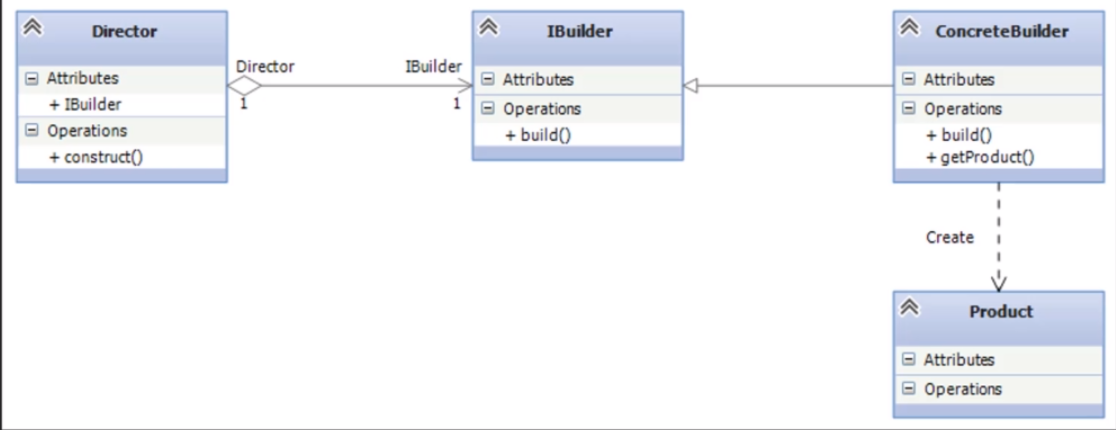 Director
Attributes
+ IBuilder
Operations
+ construct()
Director
1
IBuilder
1
IBuilder
Attributes
Operations
+ build()
ConcreteBuilder
Attributes
Operations
+ build()
+ getProduct()
Create
Product
Attributes
Operations